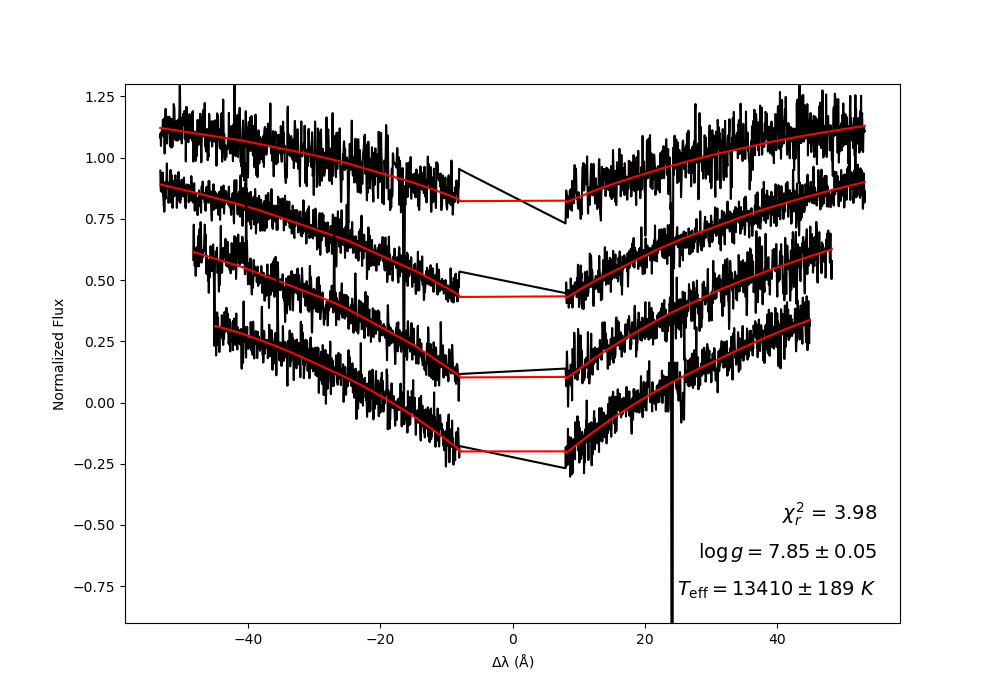 1.25
1.00
0.75
0.50
0.25
0.00
−0.25
−0.50
−0.75
Normalized Flux
χ²ᵣ = 3.98
log g = 7.85 ± 0.05
T_eff = 13410 ± 189 K
−40 −20 0 20 40
Δλ (Å)